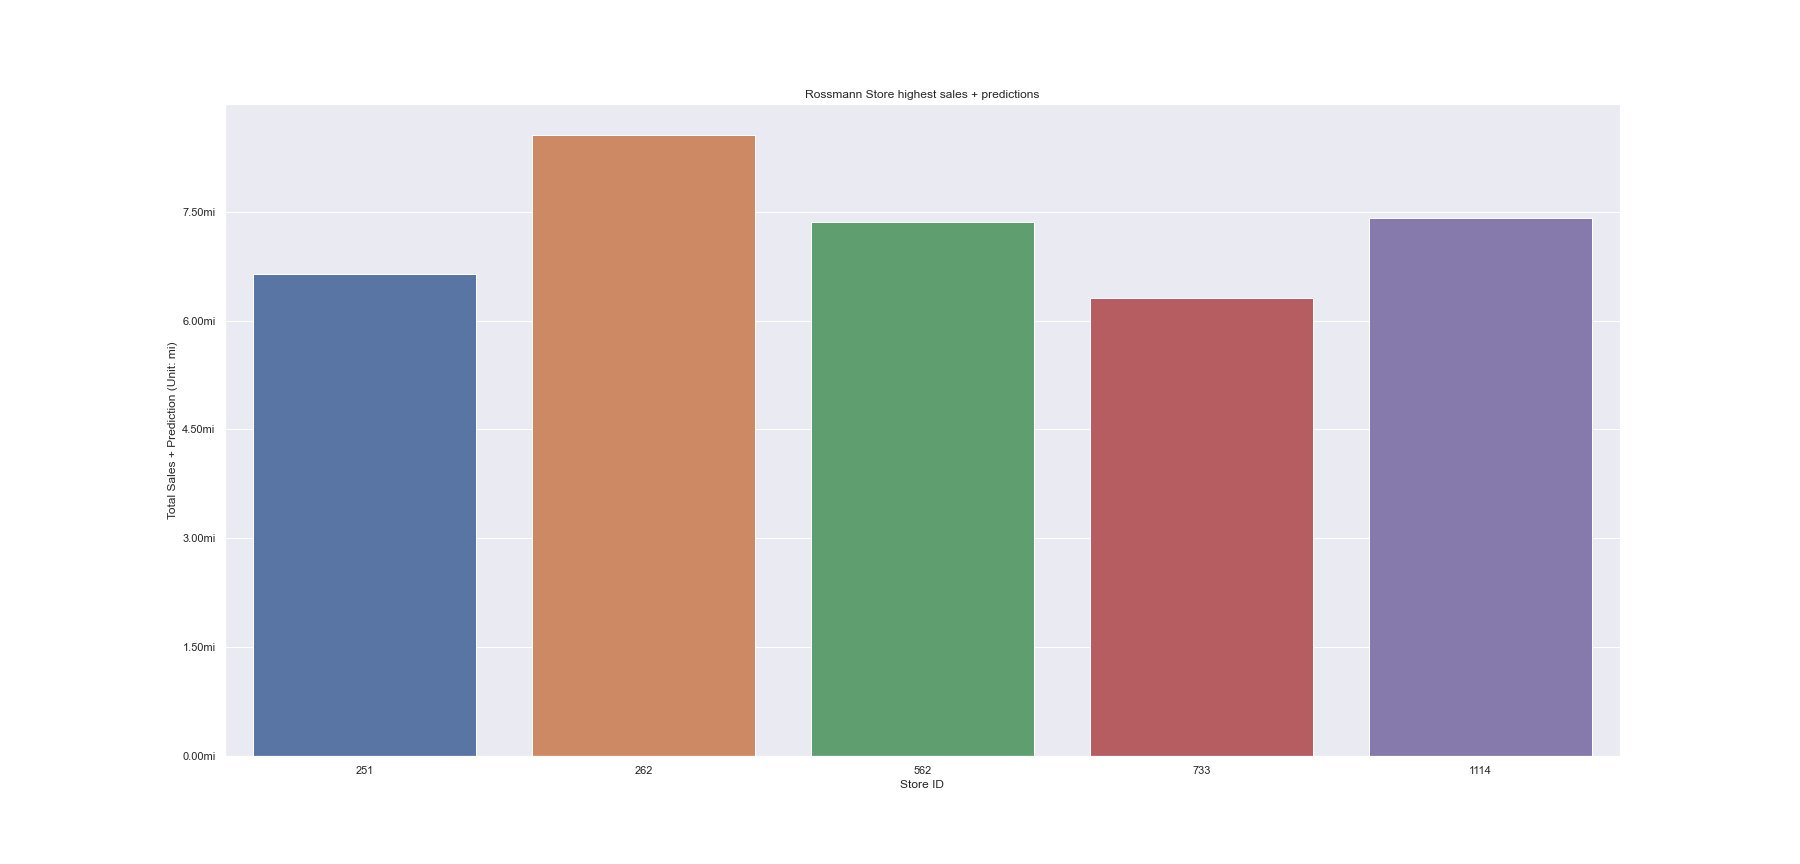 Rossmann Store highest sales + predictions
Total Sales + Prediction (Unit: mi)
7.50mi
6.00mi
4.50mi
3.00mi
1.50mi
0.00mi
251 262 562 733 1114
Store ID